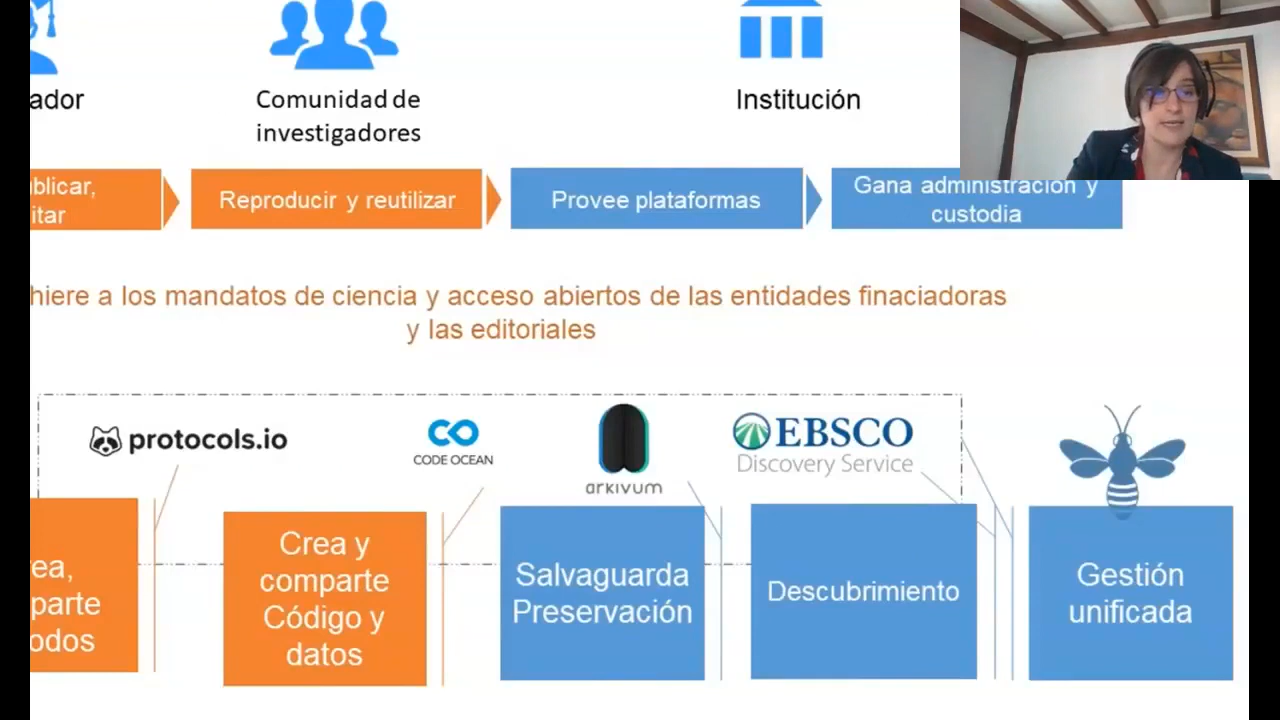 ador
Comunidad de
investigadores
Institución
blicar,
itar
Reproducir y reutilizar
Provee plataformas
Gana administración y
custodia
hiere a los mandatos de ciencia y acceso abiertos de las entidades finaciadoras
y las editoriales
protocols.io
CODE OCEAN
arkivum
EBSCO
Discovery Service
ea,
parte
odos
Crea y
comparte
Código y
datos
Salvaguarda
Preservación
Descubrimiento
Gestión
unificada